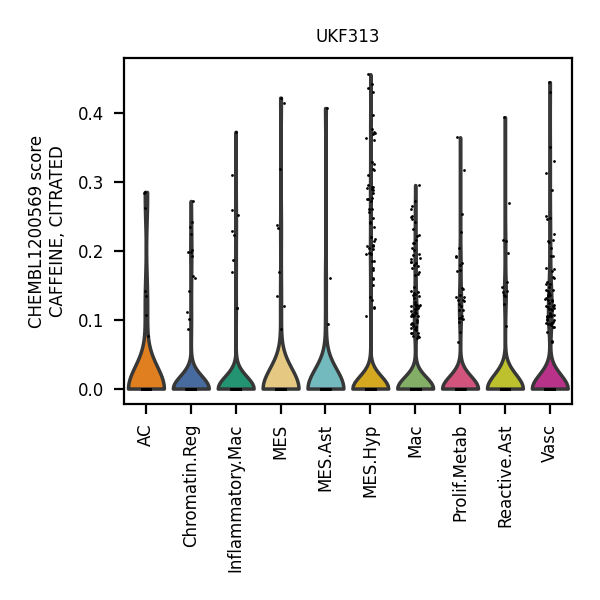 UKF313
CHEMBL1200569 score
CAFFEINE, CITRATED
0.4
0.3
0.2
0.1
0.0
AC
Chromatin.Reg
Inflammatory.Mac
MES
MES.Ast
MES.Hyp
Mac
Prolif.Metab
Reactive.Ast
Vasc